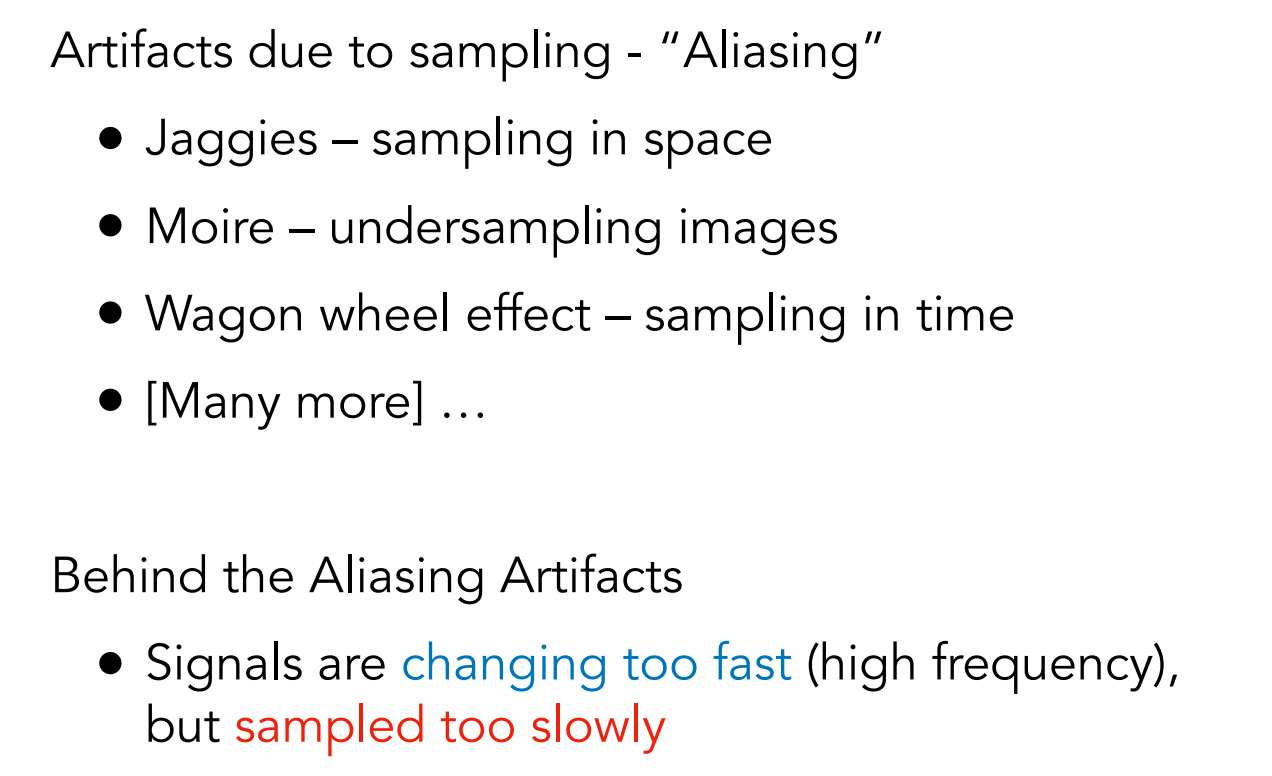 Artifacts due to sampling - “Aliasing”
• Jaggies – sampling in space
• Moire – undersampling images
• Wagon wheel effect – sampling in time
• [Many more] …
Behind the Aliasing Artifacts
• Signals are changing too fast (high frequency),
but sampled too slowly